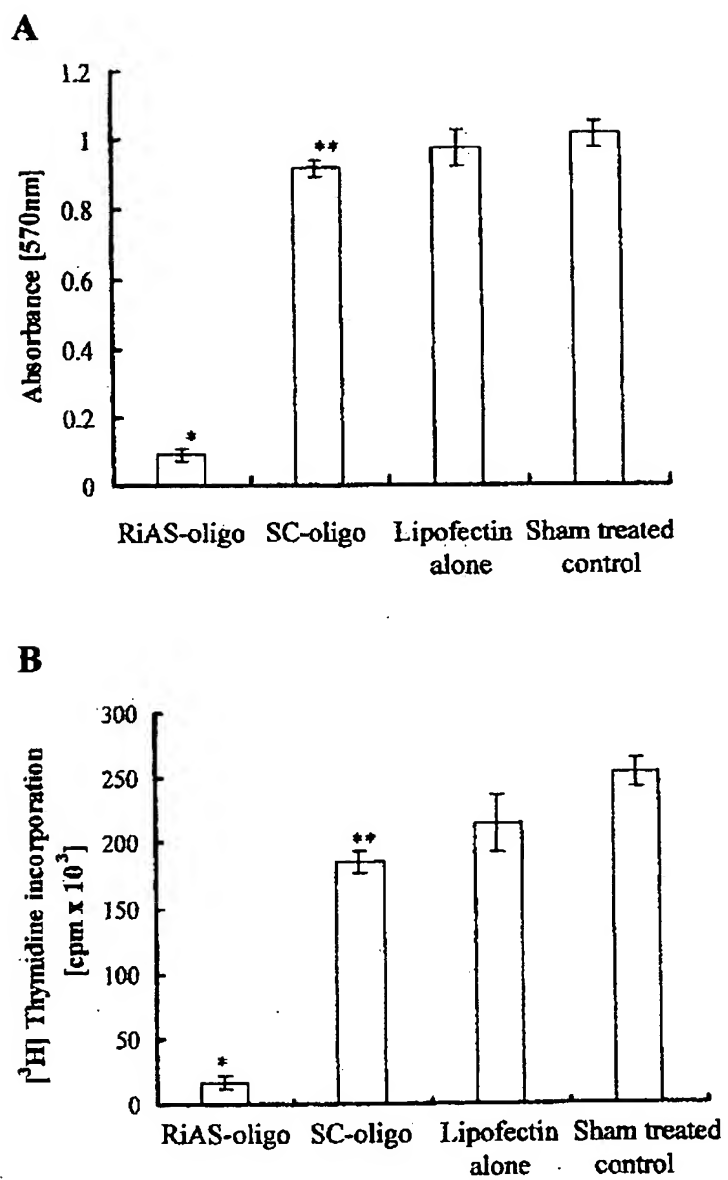 A
1.2
1
0.8
0.6
0.4
0.2
0
Absorbance [570nm]
*
**
RiAS-oligo SC-oligo Lipofectin alone Sham treated control
B
300
250
200
150
100
50
0
[³H] Thymidine incorporation
[cpm x 10³]
*
**
RiAS-oligo SC-oligo Lipofectin alone Sham treated control